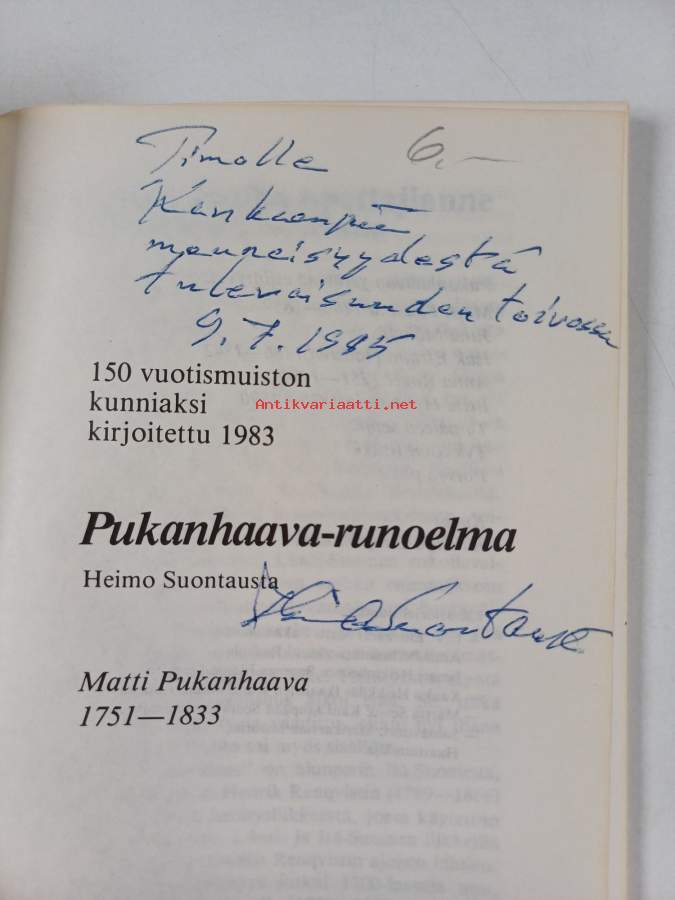 Timolle 6.—
Kankaanpään
menneisyydestä
tulevaisuuden toivossa
9.7.1985
150 vuotismuiston
kunniaksi
kirjoitettu 1983
Antikvariaatti.net
Pukanhaava-runoelma
Heimo Suontausta
Matti Pukanhaava
1751—1833